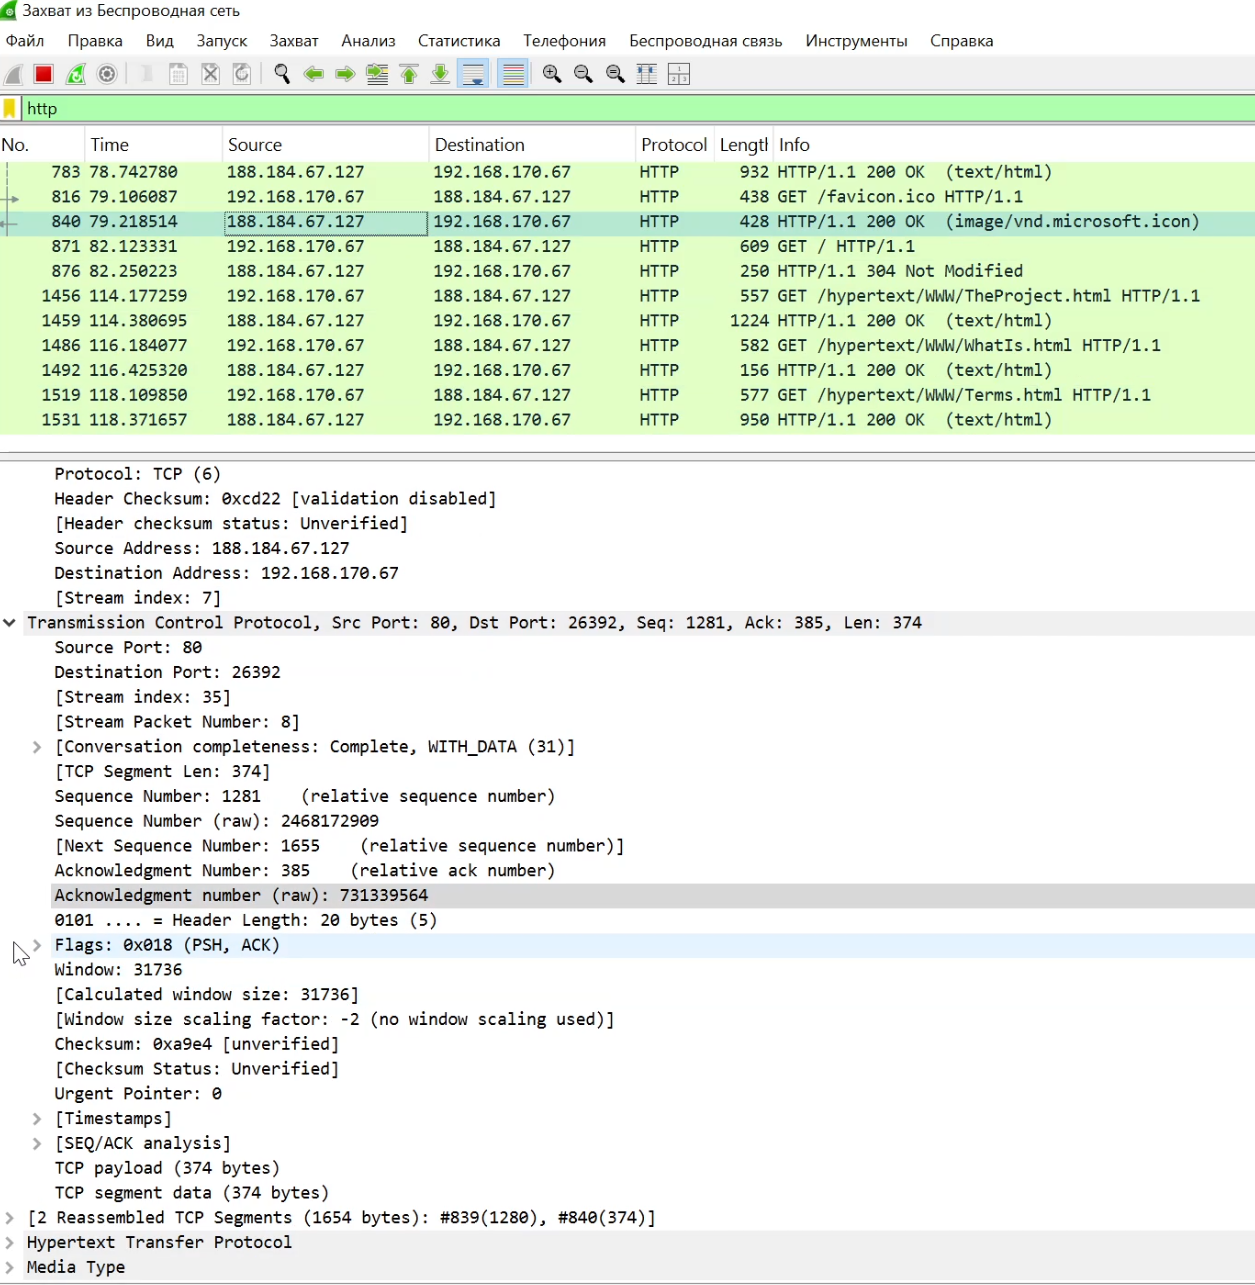 Захват из Беспроводная сеть
Файл Правка Вид Запуск Захват Анализ Статистика Телефония Беспроводная связь Инструменты Справка
http
No. Time Source Destination Protocol Lengtl Info
783 78.742780 188.184.67.127 192.168.170.67 HTTP 932 HTTP/1.1 200 OK (text/html)
816 79.106087 192.168.170.67 188.184.67.127 HTTP 438 GET /favicon.ico HTTP/1.1
840 79.218514 188.184.67.127 192.168.170.67 HTTP 428 HTTP/1.1 200 OK (image/vnd.microsoft.icon)
871 82.123331 192.168.170.67 188.184.67.127 HTTP 609 GET / HTTP/1.1
876 82.250223 188.184.67.127 192.168.170.67 HTTP 250 HTTP/1.1 304 Not Modified
1456 114.177259 192.168.170.67 188.184.67.127 HTTP 557 GET /hypertext/WWW/TheProject.html HTTP/1.1
1459 114.380695 188.184.67.127 192.168.170.67 HTTP 1224 HTTP/1.1 200 OK (text/html)
1486 116.184077 192.168.170.67 188.184.67.127 HTTP 582 GET /hypertext/WWW/WhatIs.html HTTP/1.1
1492 116.425320 188.184.67.127 192.168.170.67 HTTP 156 HTTP/1.1 200 OK (text/html)
1519 118.109850 192.168.170.67 188.184.67.127 HTTP 577 GET /hypertext/WWW/Terms.html HTTP/1.1
1531 118.371657 188.184.67.127 192.168.170.67 HTTP 950 HTTP/1.1 200 OK (text/html)
Protocol: TCP (6)
Header Checksum: 0xcd22 [validation disabled]
[Header checksum status: Unverified]
Source Address: 188.184.67.127
Destination Address: 192.168.170.67
[Stream index: 7]
Transmission Control Protocol, Src Port: 80, Dst Port: 26392, Seq: 1281, Ack: 385, Len: 374
Source Port: 80
Destination Port: 26392
[Stream index: 35]
[Stream Packet Number: 8]
[Conversation completeness: Complete, WITH_DATA (31)]
[TCP Segment Len: 374]
Sequence Number: 1281 (relative sequence number)
Sequence Number (raw): 2468172909
[Next Sequence Number: 1655 (relative sequence number)]
Acknowledgment Number: 385 (relative ack number)
Acknowledgment number (raw): 731339564
0101 .... = Header Length: 20 bytes (5)
Flags: 0x018 (PSH, ACK)
Window: 31736
[Calculated window size: 31736]
[Window size scaling factor: -2 (no window scaling used)]
Checksum: 0xa9e4 [unverified]
[Checksum Status: Unverified]
Urgent Pointer: 0
[Timestamps]
[SEQ/ACK analysis]
TCP payload (374 bytes)
TCP segment data (374 bytes)
[2 Reassembled TCP Segments (1654 bytes): #839(1280), #840(374)]
Hypertext Transfer Protocol
Media Type